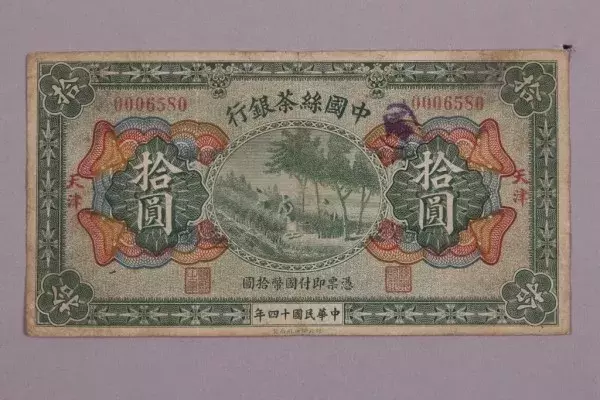 中國絲茶銀行
0006580 0006580
拾 拾
拾圓 拾圓
天津 天津
憑票即付國幣拾圓
拾 拾
中華民國十四年